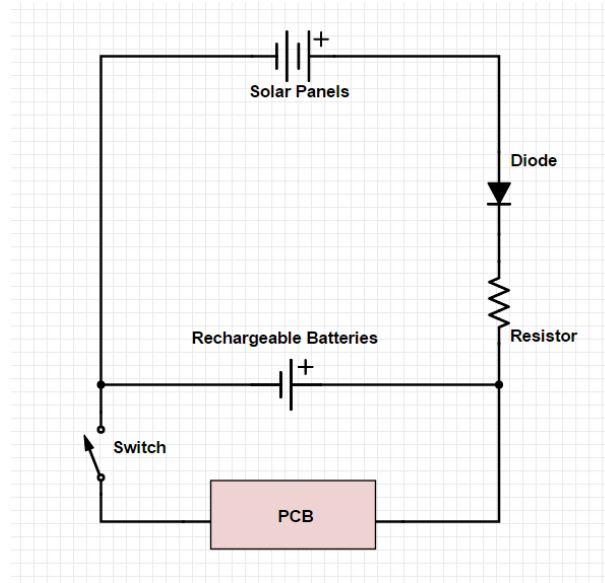 +
Solar Panels
Diode
Resistor
Rechargeable Batteries
+
Switch
PCB